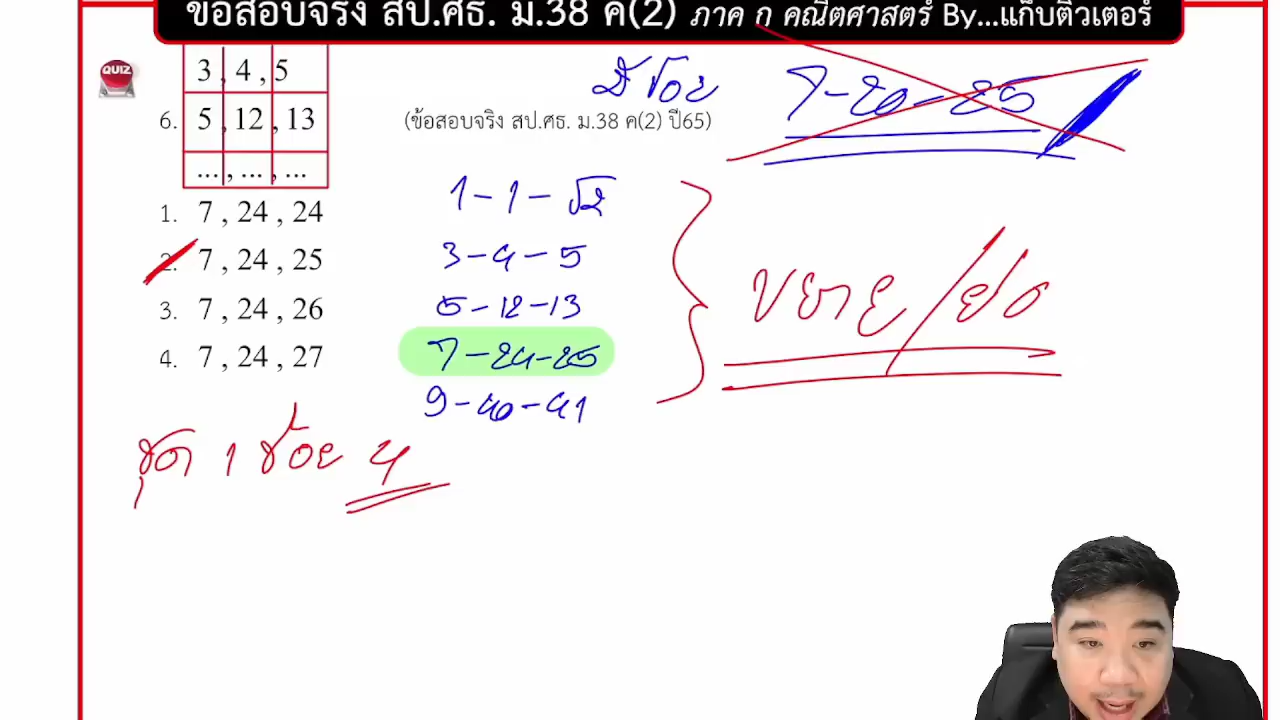 ข้อสอบจริง สป.ศธ. ม.38 ค(2) ภาค ก คณิตศาสตร์ By...แก็บติวเตอร์
QUIZ
3 , 4 , 5
6. 5 , 12 , 13
... , ... , ...
(ข้อสอบจริง สป.ศธ. ม.38 ค(2) ปี65)
1. 7 , 24 , 24
2. 7 , 24 , 25
3. 7 , 24 , 26
4. 7 , 24 , 27
1 - 1 - √2
3 - 4 - 5
5 - 12 - 13
7 - 24 - 25
9 - 40 - 41
7 - 20 - 25
ขยาย / ย่อ
ชุด 1 ข้อย 4